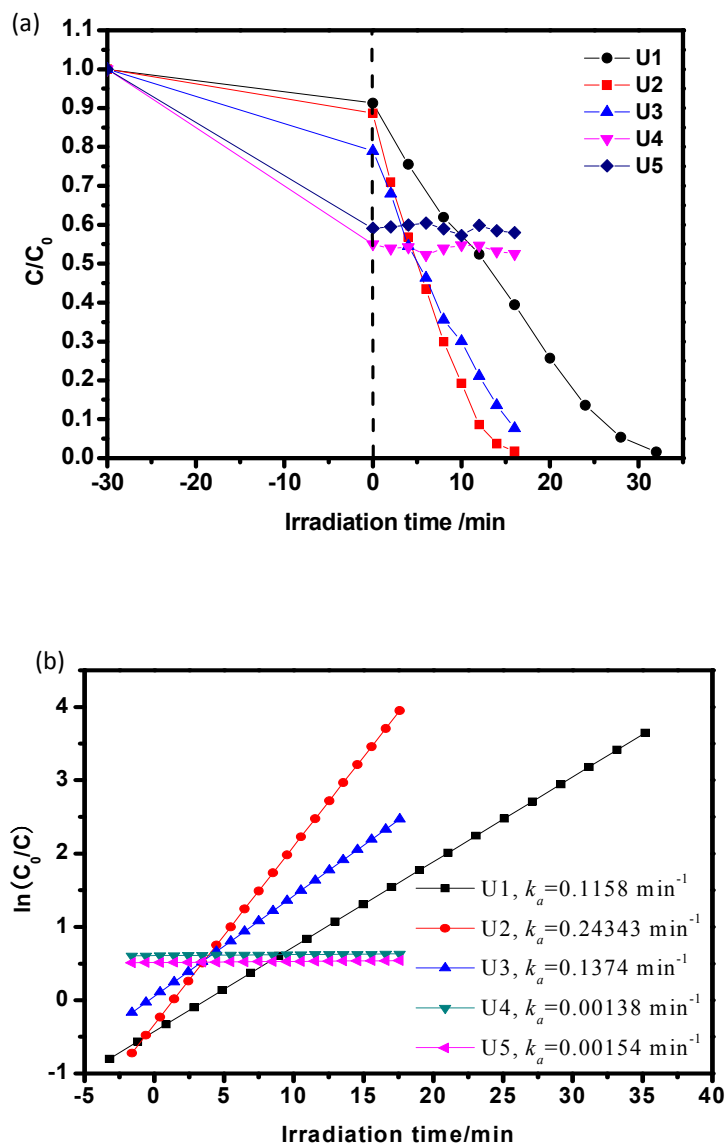 (a)
1.1
1.0
0.9
0.8
0.7
0.6
0.5
0.4
0.3
0.2
0.1
0.0
C/C0
U1
U2
U3
U4
U5
-30 -20 -10 0 10 20 30
Irradiation time /min
(b)
4
3
2
1
0
-1
ln(C0/C)
U1, ka=0.1158 min-1
U2, ka=0.24343 min-1
U3, ka=0.1374 min-1
U4, ka=0.00138 min-1
U5, ka=0.00154 min-1
-5 0 5 10 15 20 25 30 35 40
Irradiation time/min